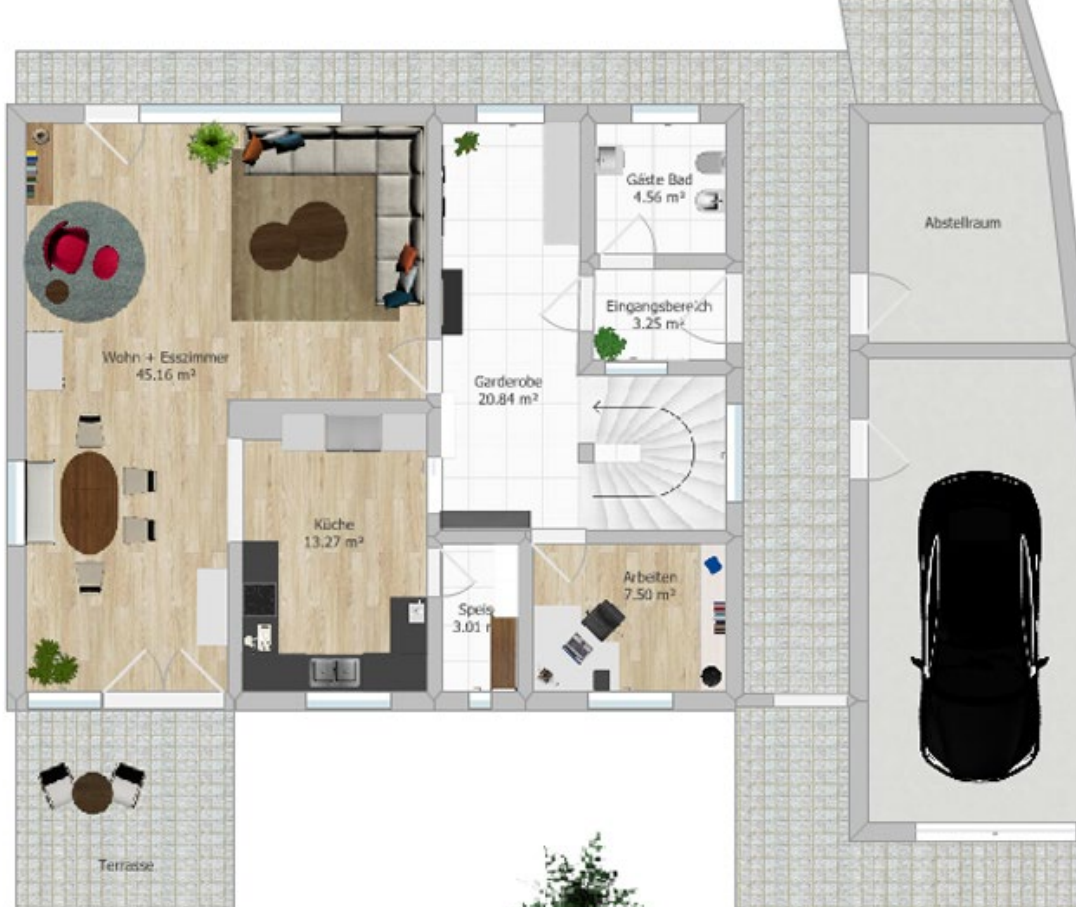 Gäste Bad
4.56 m²
Abstellraum
Eingangsbereich
3.25 m²
Wohn + Esszimmer
45.16 m²
Garderobe
20.84 m²
Küche
13.27 m²
Arbeiten
7.50 m²
Speis
3.01 m
Terrasse